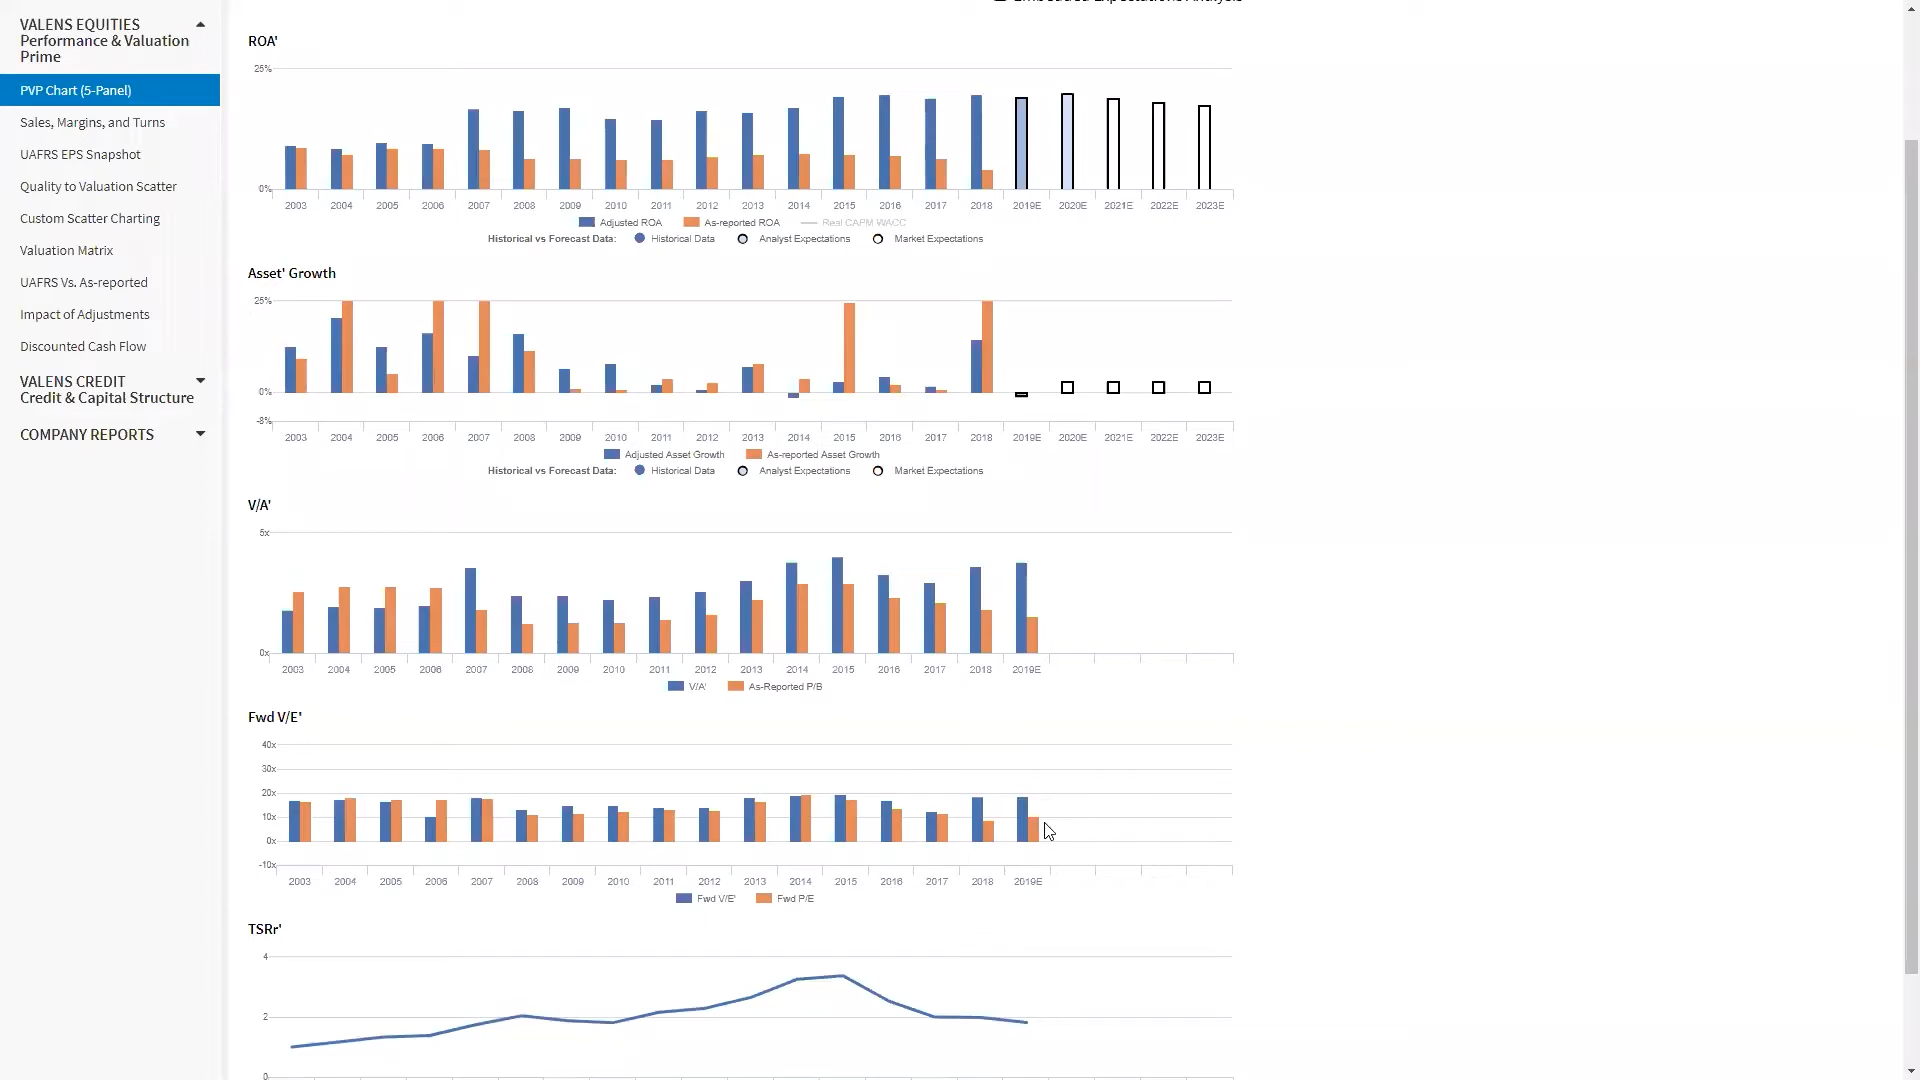 Embedded Expectations Analysis
VALENS EQUITIES
Performance & Valuation
Prime
PVP Chart (5-Panel)
Sales, Margins, and Turns
UAFRS EPS Snapshot
Quality to Valuation Scatter
Custom Scatter Charting
Valuation Matrix
UAFRS Vs. As-reported
Impact of Adjustments
Discounted Cash Flow
VALENS CREDIT
Credit & Capital Structure
COMPANY REPORTS
ROA'
25%
0%
2003 2004 2005 2006 2007 2008 2009 2010 2011 2012 2013 2014 2015 2016 2017 2018 2019E 2020E 2021E 2022E 2023E
Adjusted ROA As-reported ROA Real CAPM WACC
Historical vs Forecast Data: Historical Data Analyst Expectations Market Expectations
Asset' Growth
25%
0%
-8%
2003 2004 2005 2006 2007 2008 2009 2010 2011 2012 2013 2014 2015 2016 2017 2018 2019E 2020E 2021E 2022E 2023E
Adjusted Asset Growth As-reported Asset Growth
Historical vs Forecast Data: Historical Data Analyst Expectations Market Expectations
V/A'
5x
0x
2003 2004 2005 2006 2007 2008 2009 2010 2011 2012 2013 2014 2015 2016 2017 2018 2019E
V/A' As-Reported P/B
Fwd V/E'
40x
30x
20x
10x
0x
-10x
2003 2004 2005 2006 2007 2008 2009 2010 2011 2012 2013 2014 2015 2016 2017 2018 2019E
Fwd V/E' Fwd P/E
TSRr'
4
2
0